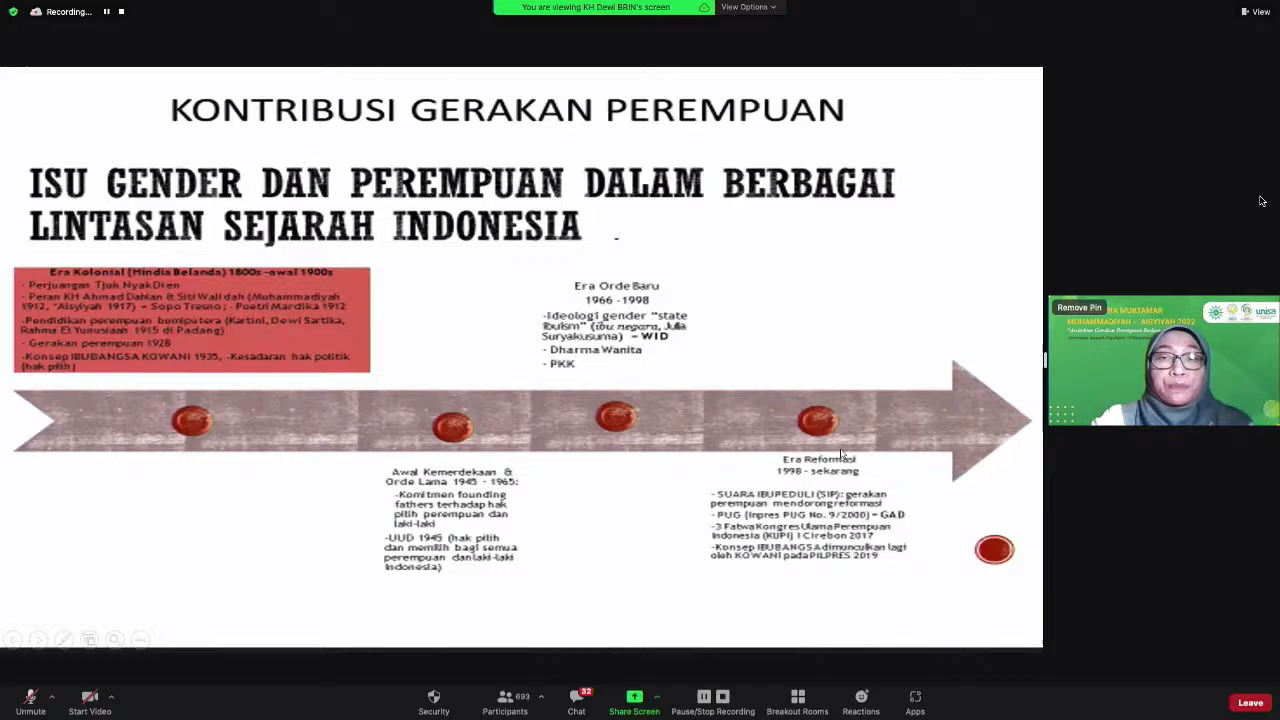 Recording...
You are viewing KH Dewi BRIN's screen
View Options
View
KONTRIBUSI GERAKAN PEREMPUAN
ISU GENDER DAN PEREMPUAN DALAM BERBAGAI
LINTASAN SEJARAH INDONESIA
Era Kolonial (Hindia Belanda) 1800s -awal 1900s
- Perjuangan Tjuk Nyak Dien
- Peran KH Ahmad Dahlan & Siti Walidah (Muhammadiyah
1912, 'Aisyiyah 1917) - Sopo Tresno; - Poetri Mardika 1912
-Pendidikan perempuan bumiputera (Kartini, Dewi Sartika,
Rahma El Yunusiaah 1915 di Padang)
- Gerakan perempuan 1928
-Konsep IBUBANGSA KOWANI 1935, -Kesadaran hak politik
(hak pilih)
Era Orde Baru
1966 -1998
-Ideologi gender "state
Ibuism" (ibu negara, Julia
Suryakusuma) - WID
- Dharma Wanita
- PKK
Awal Kemerdekaan &
Orde Lama 1945 - 1965:
-Komitmen founding
fathers terhadap hak
pilih perempuan dan
laki-laki
-UUD 1945 (hak pilih
dan memilih bagi semua
perempuan dan laki-laki
Indonesia)
Era Reformasi
1998 - sekarang
- SUARA IBU PEDULI (SIP): gerakan
perempuan mendorong reformasi
- PUG (Inpres PUG No. 9/2000) - GAD
-3 Fatwa Kongres Ulama Perempuan
Indonesia (KUPI) I Cirebon 2017
-Konsep IBUBANGSA dimunculkan lagi
oleh KOWANI pada PILPRES 2019
Remove Pin
MUKTAMAR
MUHAMMADIYAH - 'AISYIYAH 2022
unisa
Unmute
Start Video
Security
693
Participants
32
Chat
Share Screen
Pause/Stop Recording
Breakout Rooms
Reactions
Apps
Leave